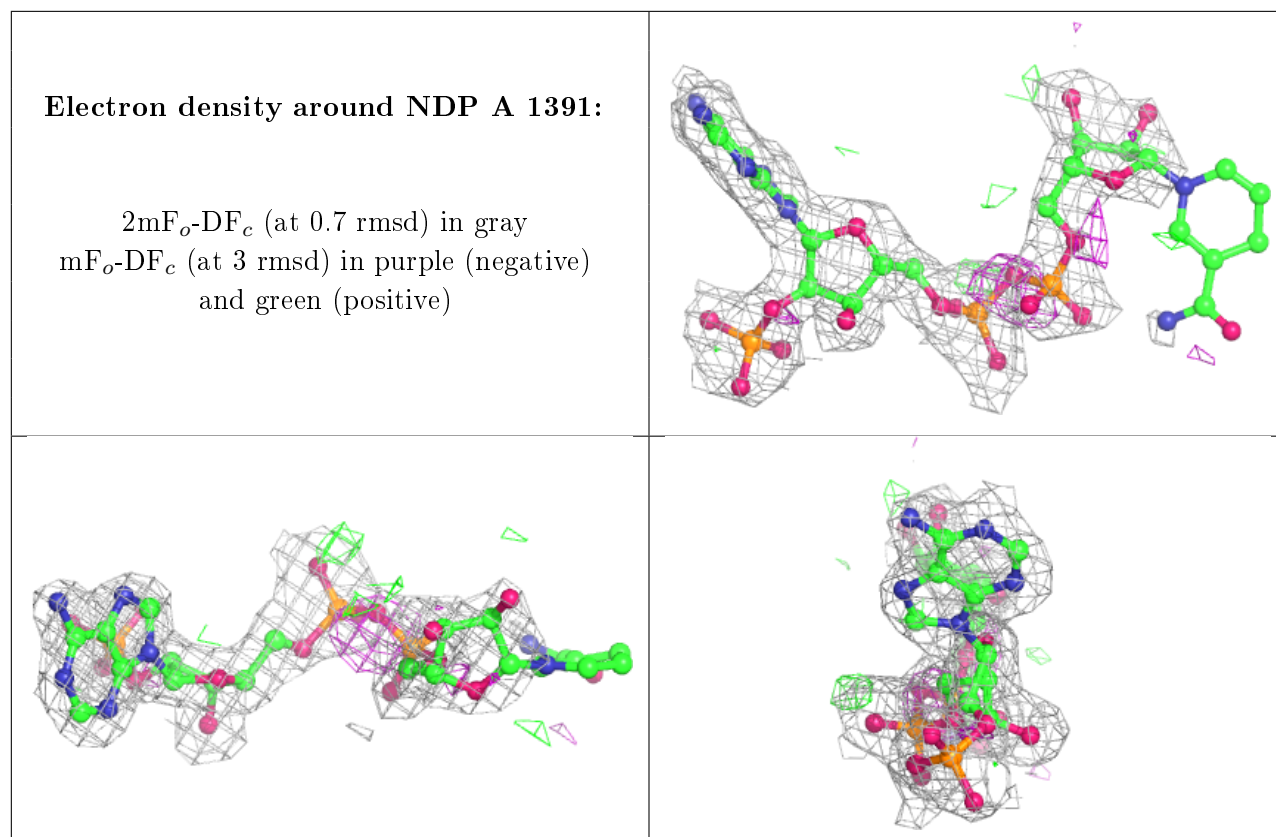 Electron density around NDP A 1391:
2mFₒ-DF𝒸 (at 0.7 rmsd) in gray
mFₒ-DF𝒸 (at 3 rmsd) in purple (negative)
and green (positive)